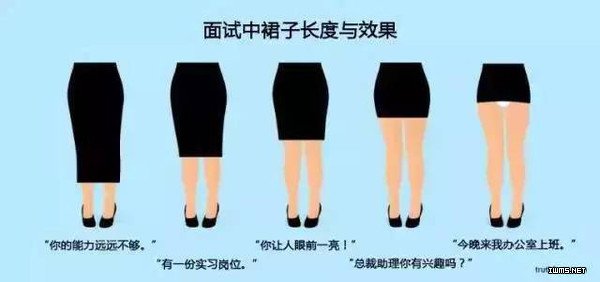 面试中裙子长度与效果
“你的能力远远不够。”
“有一份实习岗位。”
“你让人眼前一亮！”
“总裁助理你有兴趣吗？”
“今晚来我办公室上班。”
IWMS.NET